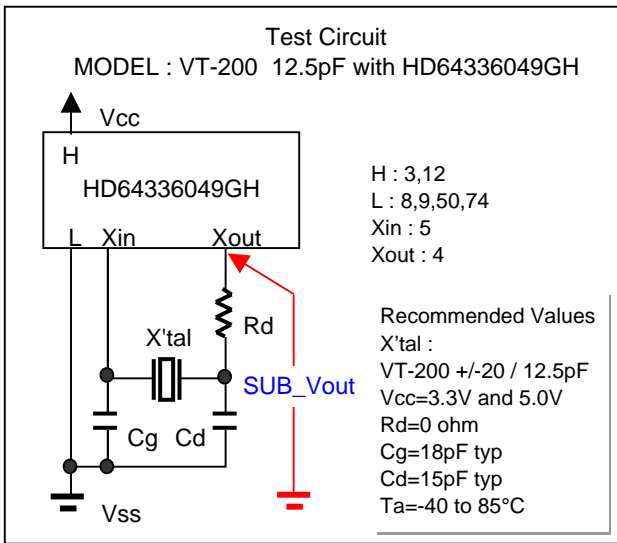 Test Circuit
MODEL : VT-200 12.5pF with HD64336049GH
Vcc
H
HD64336049GH
L Xin Xout
H : 3,12
L : 8,9,50,74
Xin : 5
Xout : 4
Rd
X'tal
SUB_Vout
Cg Cd
Vss
Recommended Values
X'tal :
VT-200 +/-20 / 12.5pF
Vcc=3.3V and 5.0V
Rd=0 ohm
Cg=18pF typ
Cd=15pF typ
Ta=-40 to 85°C